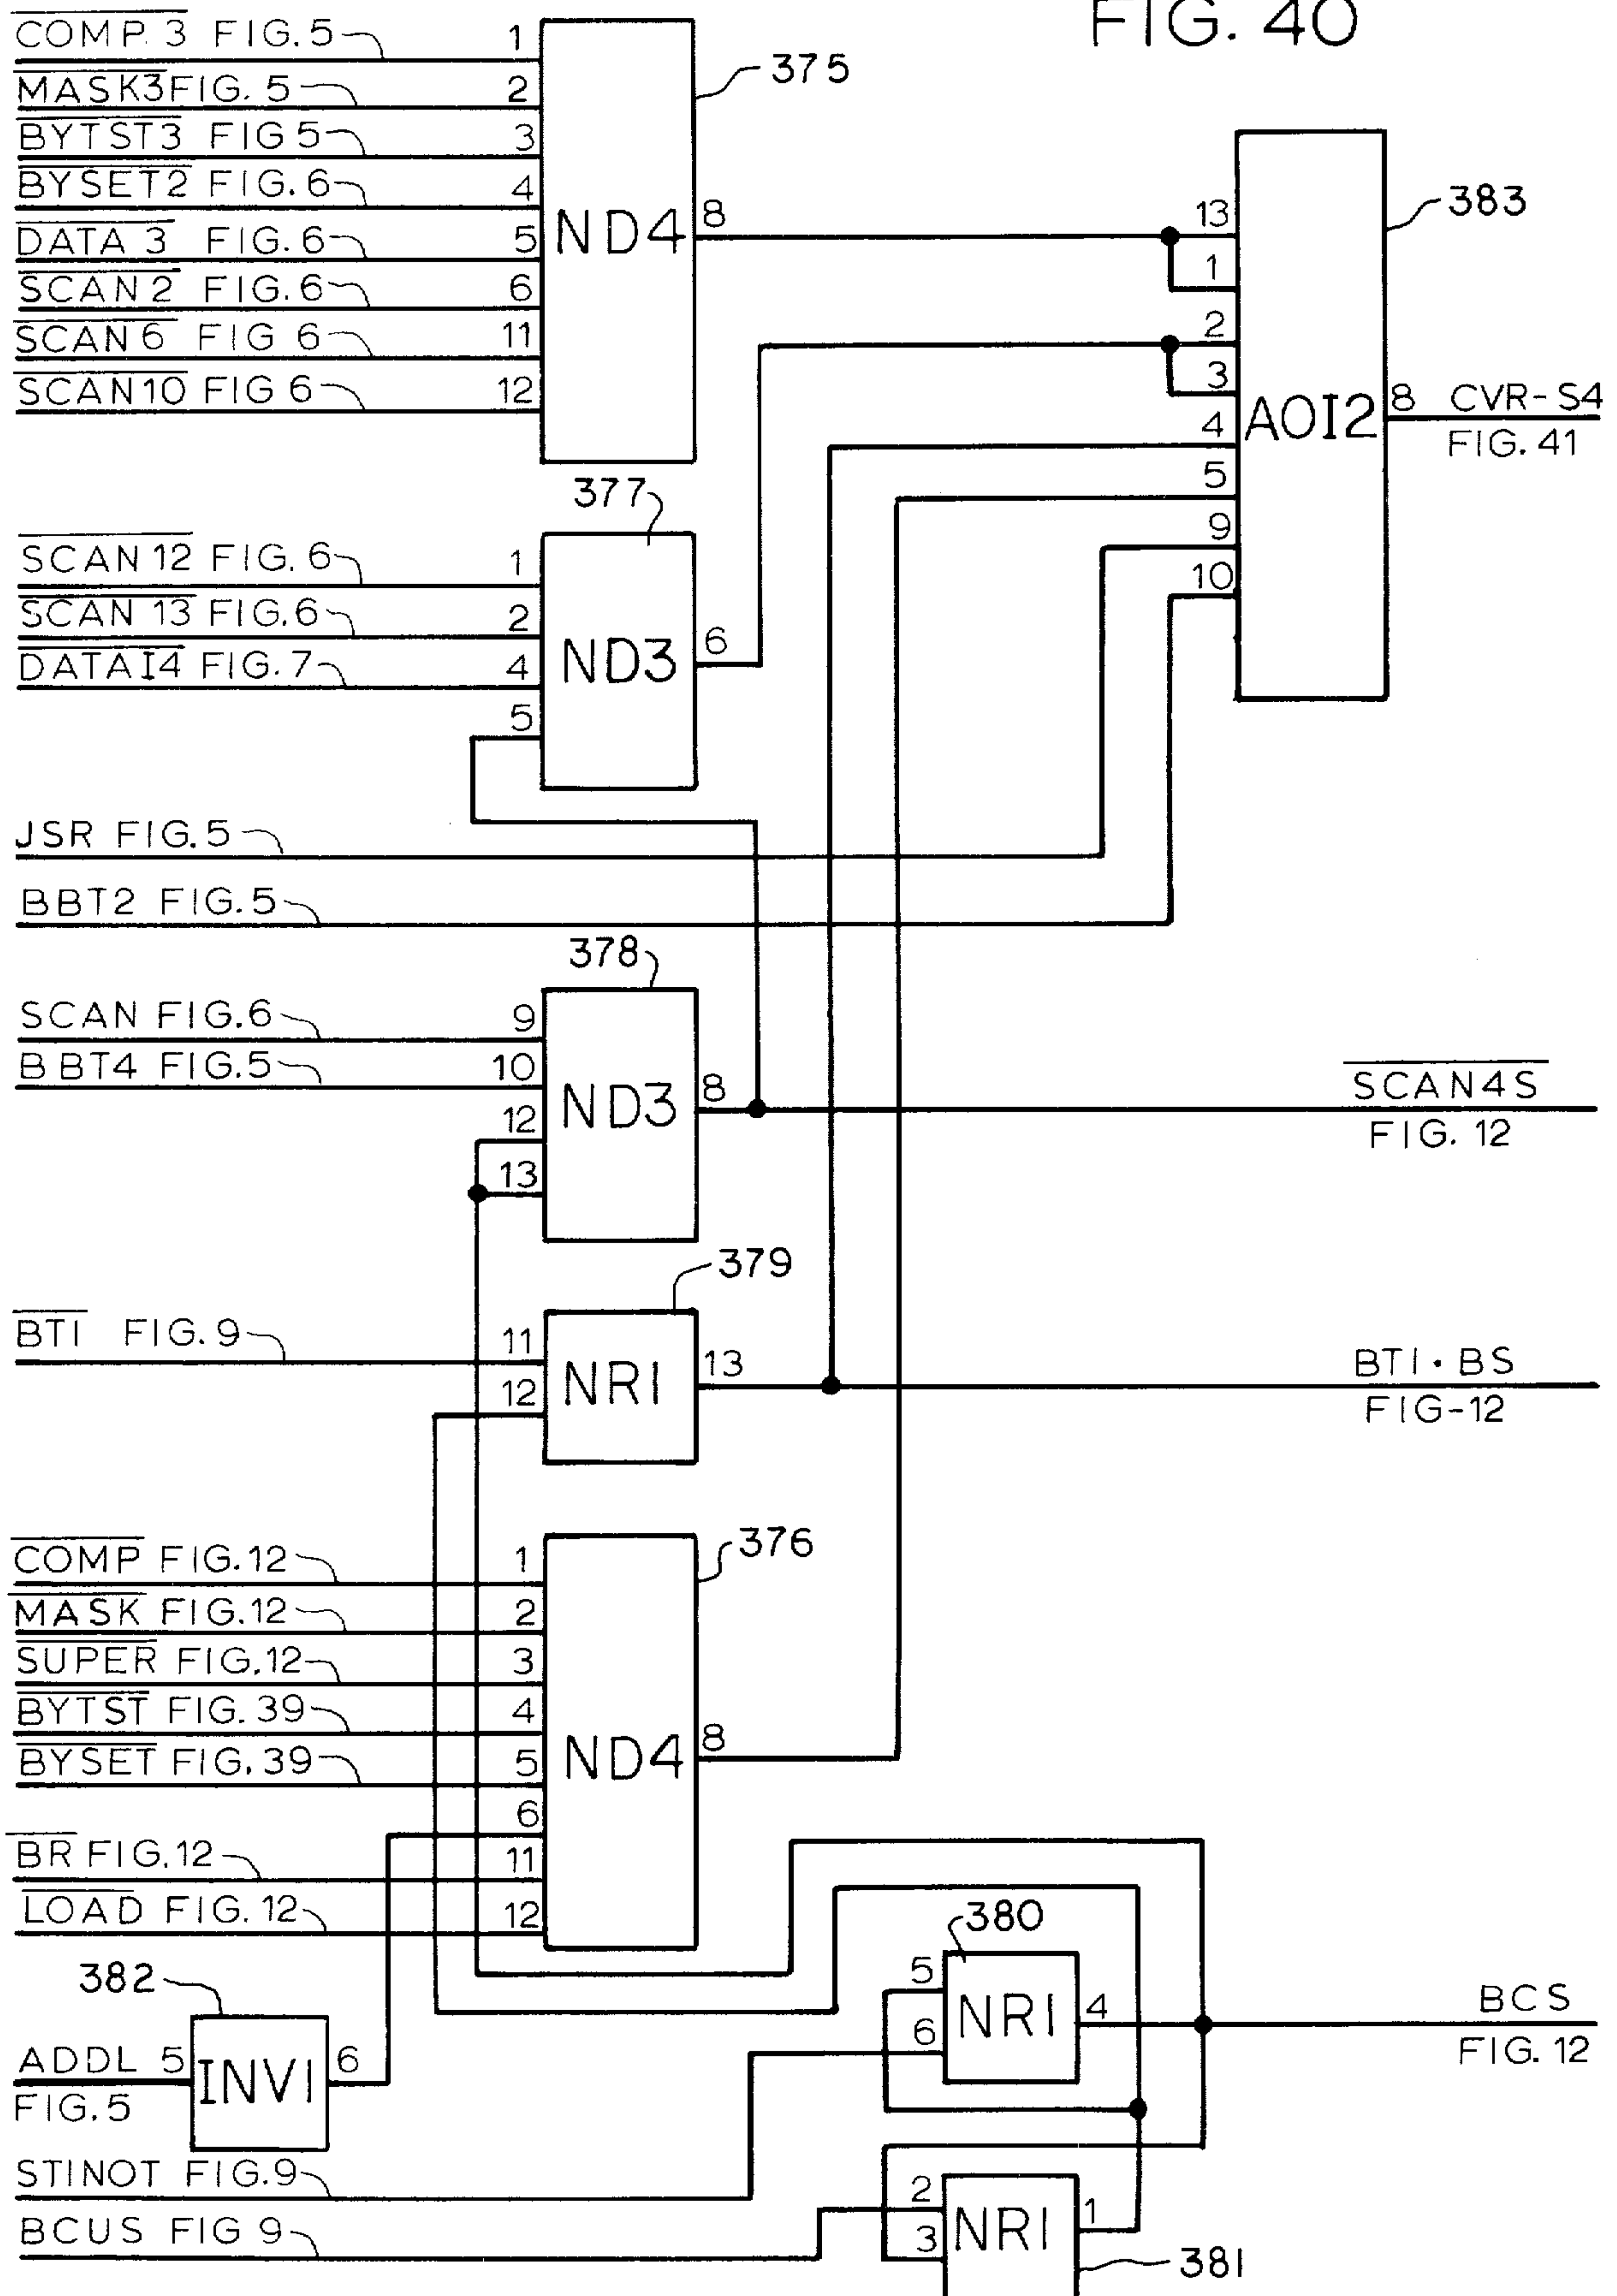 FIG. 40
COMP. 3 FIG. 5
1
MASK3 FIG. 5
2
375
BYTST3 FIG 5
3
BYSET2 FIG. 6
4
8
13
383
DATA 3 FIG. 6
5
ND4
1
SCAN 2 FIG. 6
6
2
SCAN 6 FIG 6
11
3
SCAN 10 FIG 6
12
4
AOI2
8
CVR-S4
FIG. 41
377
5
SCAN 12 FIG. 6
1
9
SCAN 13 FIG. 6
2
10
DATAI4 FIG. 7
4
ND3
6
5
JSR FIG. 5
BBT2 FIG. 5
378
SCAN FIG. 6
9
BBT4 FIG. 5
10
ND3
8
SCAN4S
FIG. 12
12
13
379
BTI FIG. 9
11
NR1
13
BTI · BS
FIG-12
12
376
COMP FIG. 12
1
MASK FIG. 12
2
SUPER FIG. 12
3
BYTST FIG. 39
4
BYSET FIG. 39
5
ND4
8
6
BR FIG. 12
11
LOAD FIG. 12
12
380
382
5
NR1
4
BCS
FIG. 12
6
ADDL
5
INV1
6
FIG. 5
STINOT FIG. 9
2
NR1
1
BCUS FIG 9
3
381